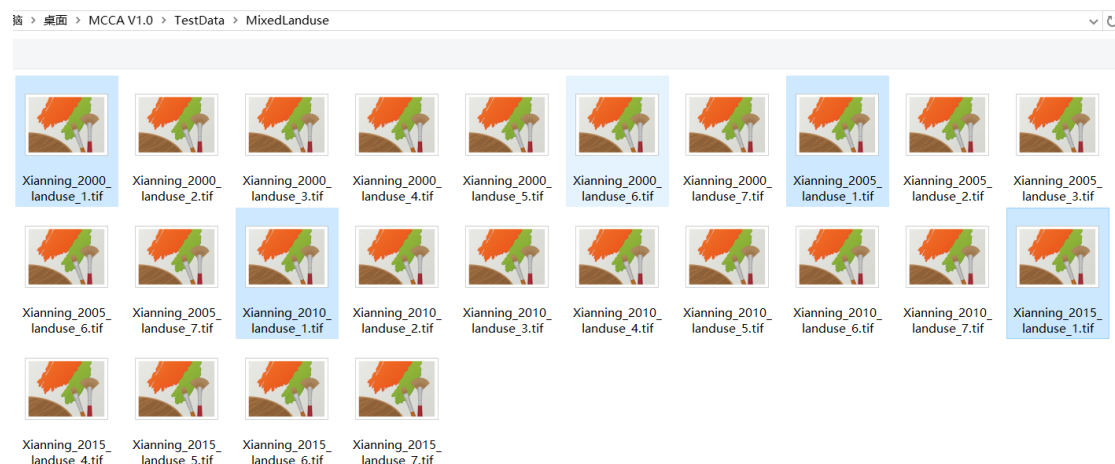 脑 > 桌面 > MCCA V1.0 > TestData > MixedLanduse
Xianning_2000_ Xianning_2000_ Xianning_2000_ Xianning_2000_ Xianning_2000_ Xianning_2000_ Xianning_2000_ Xianning_2005_ Xianning_2005_ Xianning_2005_
landuse_1.tif landuse_2.tif landuse_3.tif landuse_4.tif landuse_5.tif landuse_6.tif landuse_7.tif landuse_1.tif landuse_2.tif landuse_3.tif
Xianning_2005_ Xianning_2005_ Xianning_2010_ Xianning_2010_ Xianning_2010_ Xianning_2010_ Xianning_2010_ Xianning_2010_ Xianning_2010_ Xianning_2015_
landuse_6.tif landuse_7.tif landuse_1.tif landuse_2.tif landuse_3.tif landuse_4.tif landuse_5.tif landuse_6.tif landuse_7.tif landuse_1.tif
Xianning_2015_ Xianning_2015_ Xianning_2015_ Xianning_2015_
landuse_4.tif landuse_5.tif landuse_6.tif landuse_7.tif